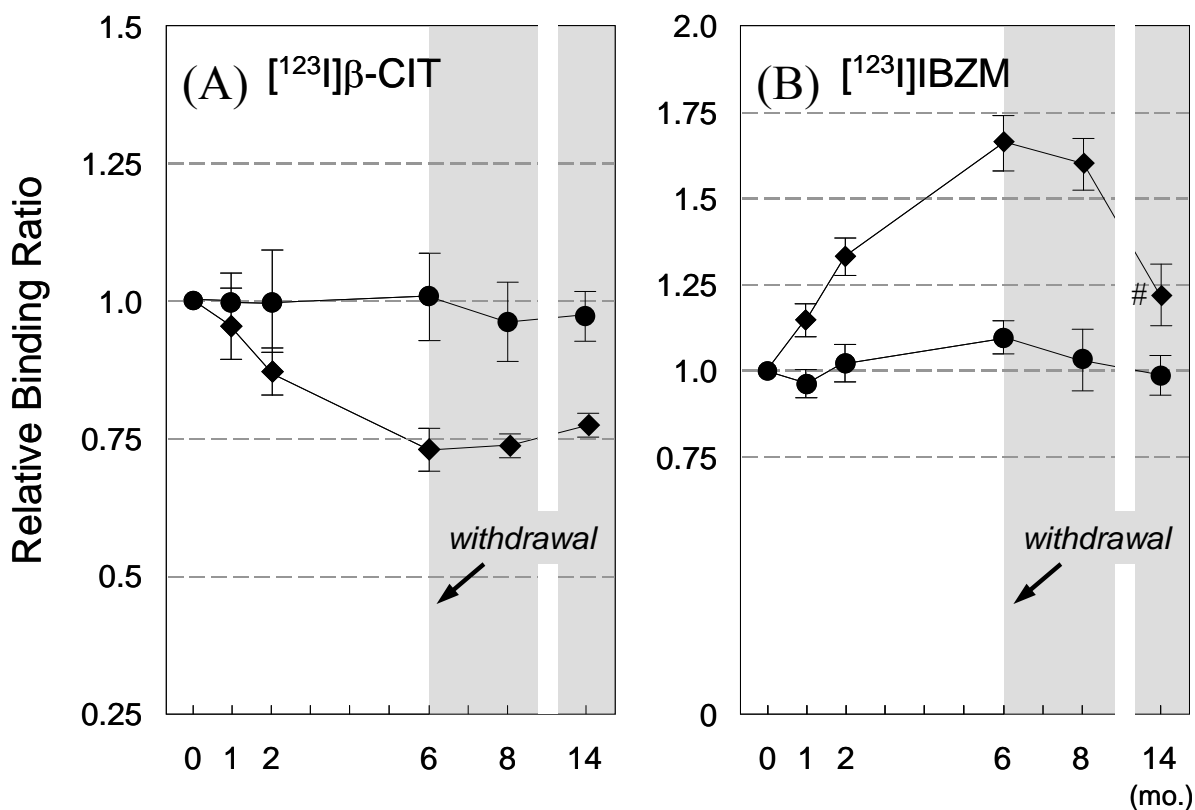 Relative Binding Ratio
(A) [¹²³I]β-CIT
1.5
1.25
1.0
0.75
0.5
0.25
withdrawal
0 1 2 6 8 14
(B) [¹²³I]IBZM
2.0
1.75
1.5
1.25
#
1.0
0.75
0
withdrawal
0 1 2 6 8 14
(mo.)